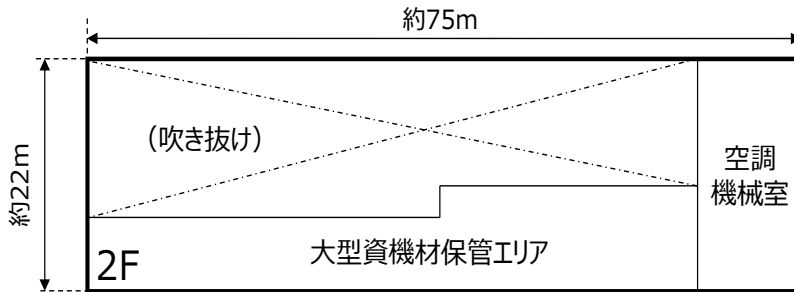 約75m
約22m
(吹き抜け)
空調
機械室
大型資機材保管エリア
2F